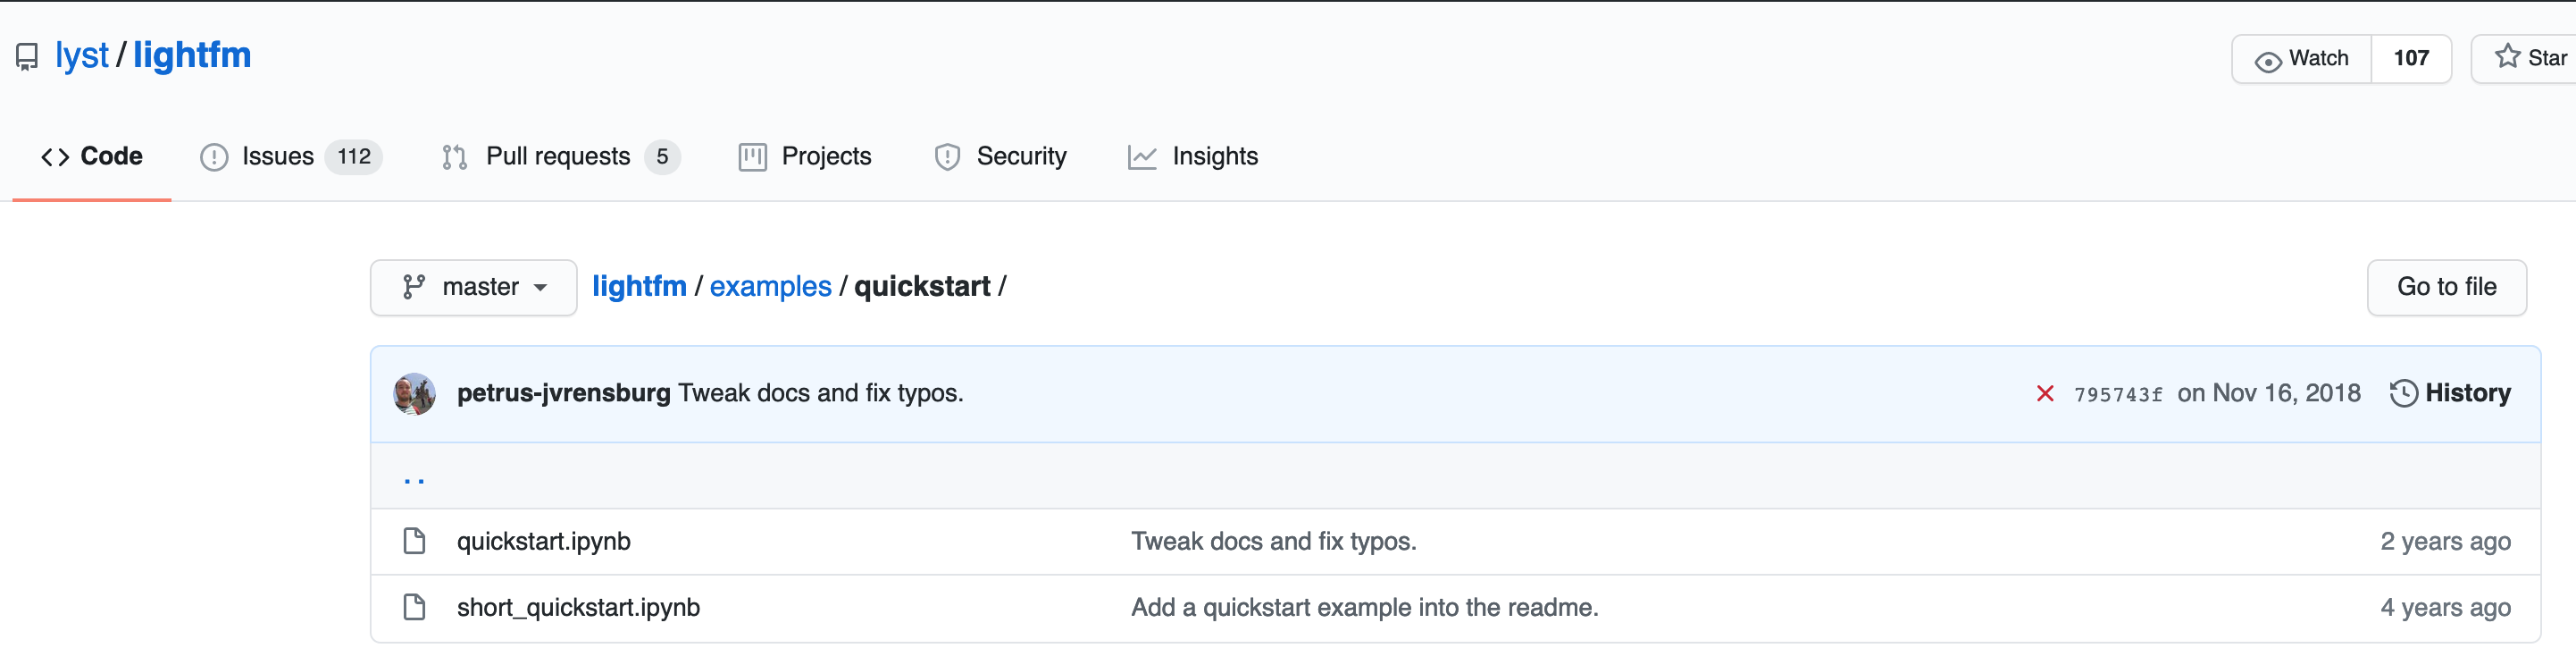 lyst / lightfm
Watch 107 Star
Code Issues 112 Pull requests 5 Projects Security Insights
master lightfm / examples / quickstart / Go to file
petrus-jvrensburg Tweak docs and fix typos. 795743f on Nov 16, 2018 History
..
quickstart.ipynb Tweak docs and fix typos. 2 years ago
short_quickstart.ipynb Add a quickstart example into the readme. 4 years ago